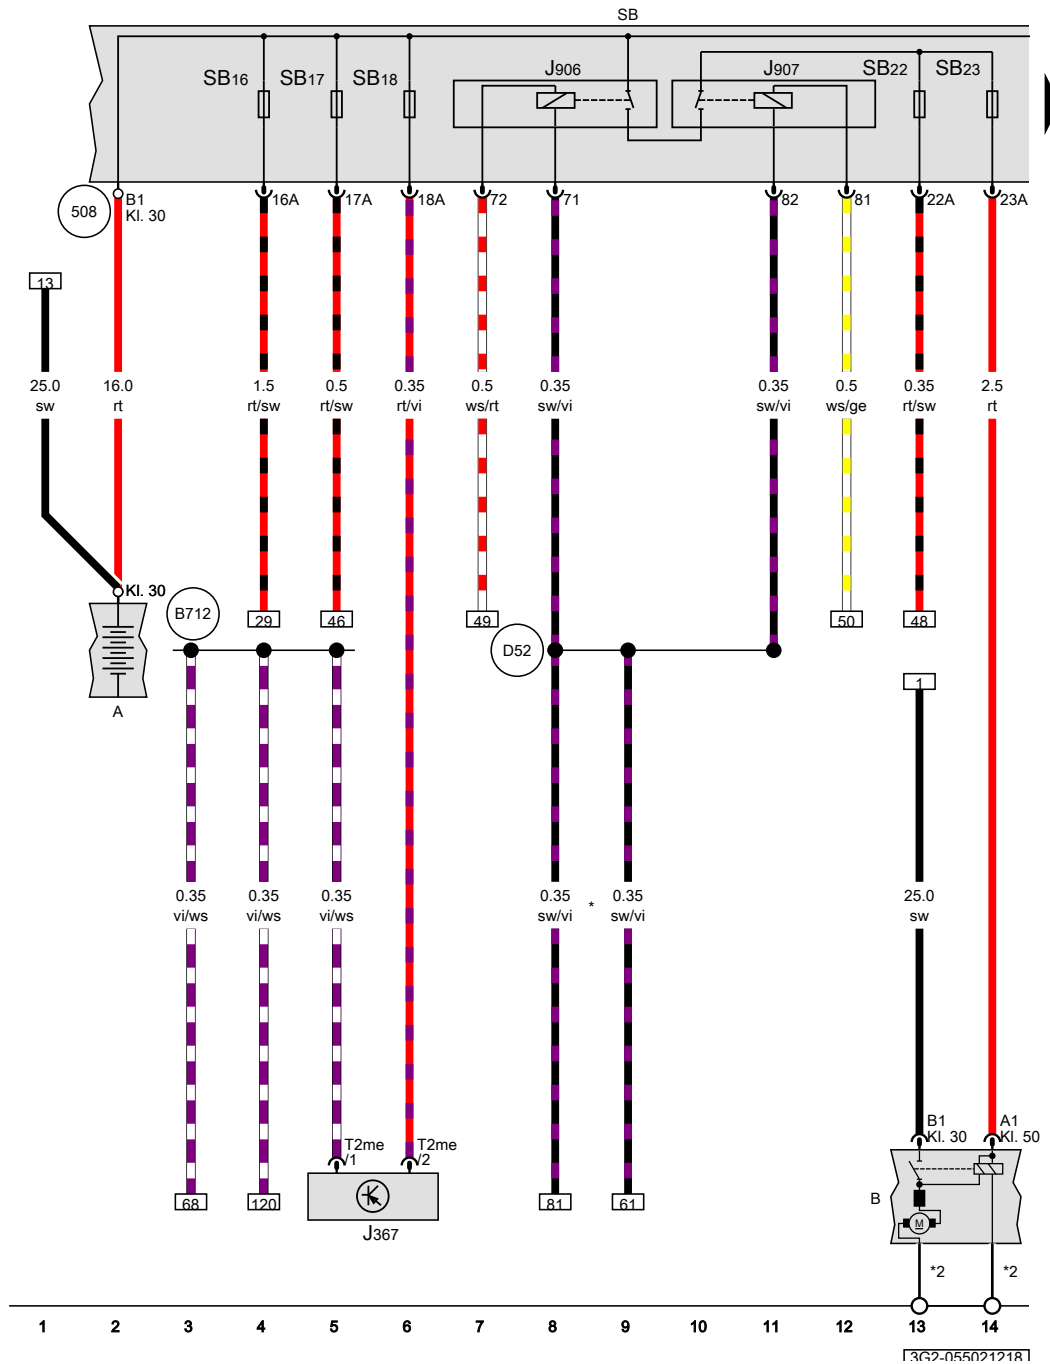 SB
SB16
SB17
SB18
J906
J907
SB22
SB23
508
B1
Kl. 30
16A
17A
18A
72
71
82
81
22A
23A
13
25.0
sw
16.0
rt
1.5
rt/sw
0.5
rt/sw
0.35
rt/vi
0.5
ws/rt
0.35
sw/vi
0.35
sw/vi
0.5
ws/ge
0.35
rt/sw
2.5
rt
Kl. 30
B712
29
46
49
50
48
D52
A
1
0.35
vi/ws
0.35
vi/ws
0.35
vi/ws
0.35
sw/vi
*
0.35
sw/vi
25.0
sw
T2me
/1
T2me
/2
B1
Kl. 30
A1
Kl. 50
68
120
J367
81
61
B
M
*2
*2
1 2 3 4 5 6 7 8 9 10 11 12 13 14
3G2-055021218